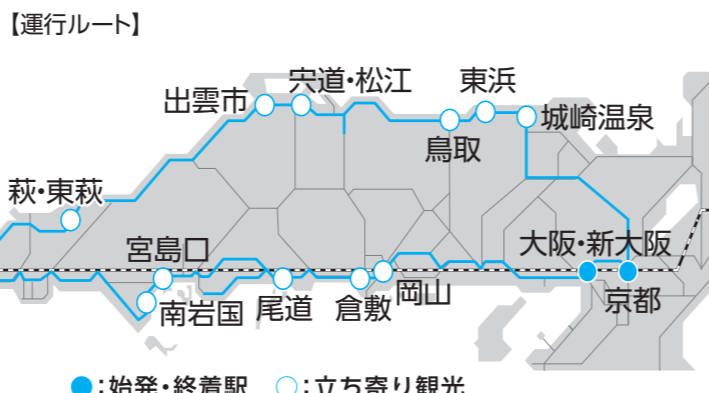 【運行ルート】
出雲市
宍道・松江
東浜
城崎温泉
鳥取
萩・東萩
宮島口
大阪・新大阪
南岩国
尾道
倉敷
岡山
京都
●:始発・終着駅 ○:立ち寄り観光